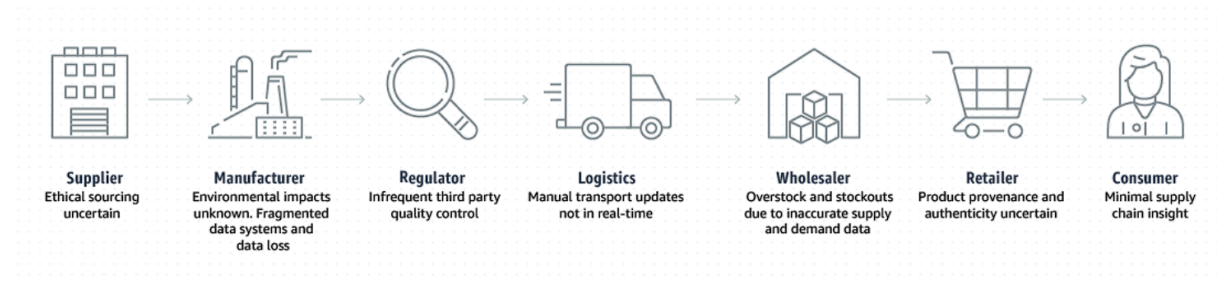 Supplier
Ethical sourcing
uncertain
Manufacturer
Environmental impacts
unknown. Fragmented
data systems and
data loss
Regulator
Infrequent third party
quality control
Logistics
Manual transport updates
not in real-time
Wholesaler
Overstock and stockouts
due to inaccurate supply
and demand data
Retailer
Product provenance and
authenticity uncertain
Consumer
Minimal supply
chain insight